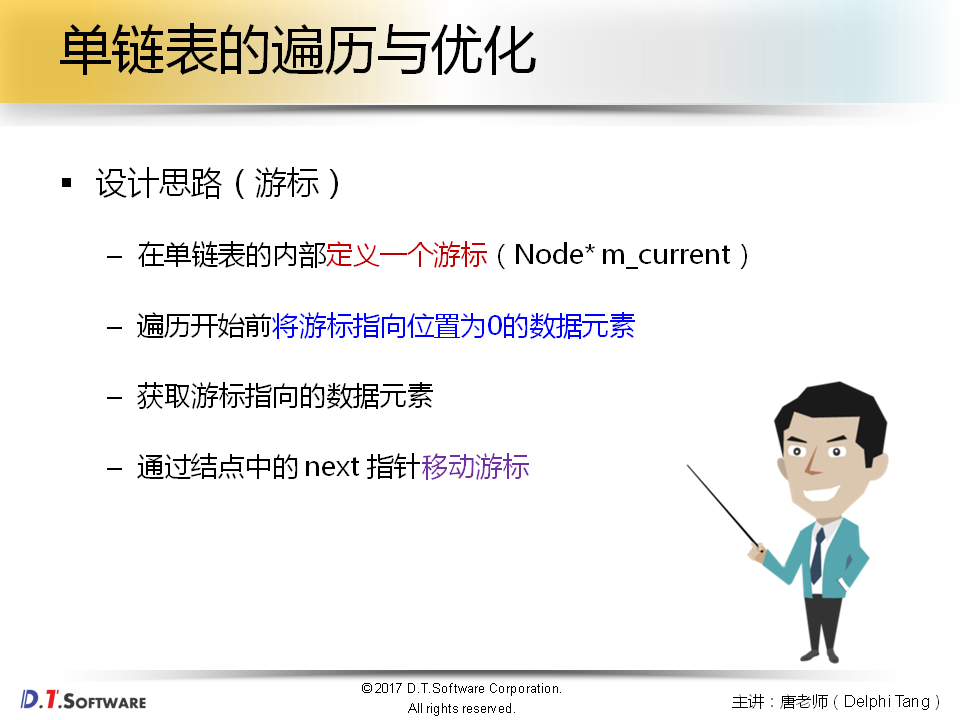 单链表的遍历与优化
▪ 设计思路（游标）
– 在单链表的内部定义一个游标（Node* m_current）
– 遍历开始前将游标指向位置为0的数据元素
– 获取游标指向的数据元素
– 通过结点中的 next 指针移动游标
D.T.SOFTWARE
©2017 D.T.Software Corporation.
All rights reserved.
主讲：唐老师（Delphi Tang）